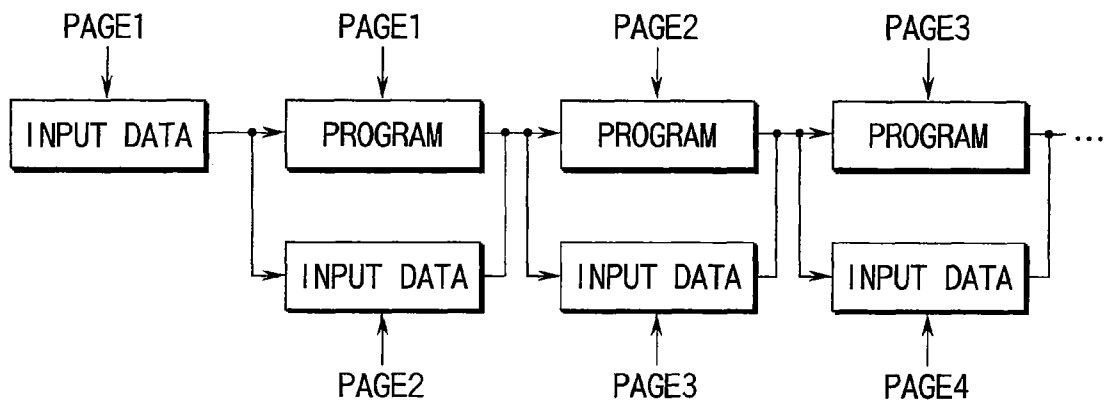 PAGE1 PAGE1 PAGE2 PAGE3
INPUT DATA PROGRAM PROGRAM PROGRAM ...
INPUT DATA INPUT DATA INPUT DATA
PAGE2 PAGE3 PAGE4